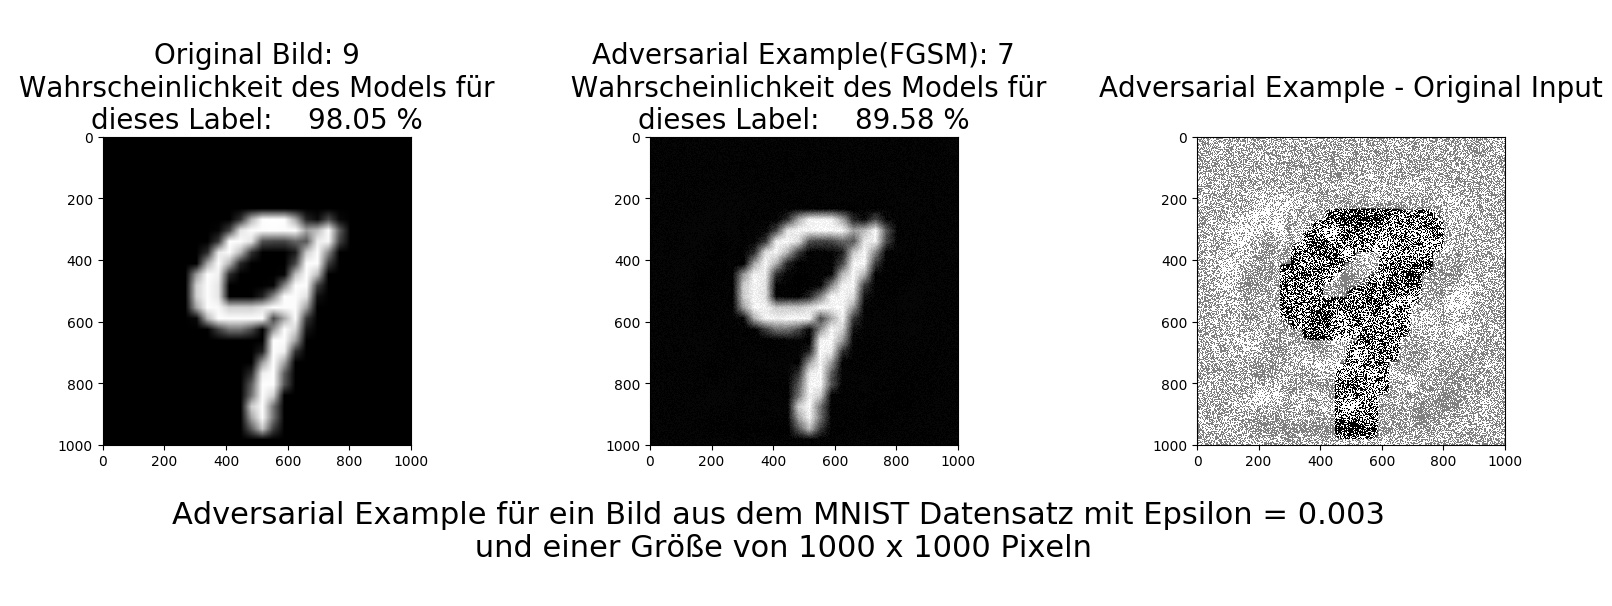 Original Bild: 9
Wahrscheinlichkeit des Models für
dieses Label: 98.05 %
0
200
400
600
800
1000
0 200 400 600 800 1000
Adversarial Example(FGSM): 7
Wahrscheinlichkeit des Models für
dieses Label: 89.58 %
0
200
400
600
800
1000
0 200 400 600 800 1000
Adversarial Example - Original Input
0
200
400
600
800
1000
0 200 400 600 800 1000
9
9
Adversarial Example für ein Bild aus dem MNIST Datensatz mit Epsilon = 0.003
und einer Größe von 1000 x 1000 Pixeln